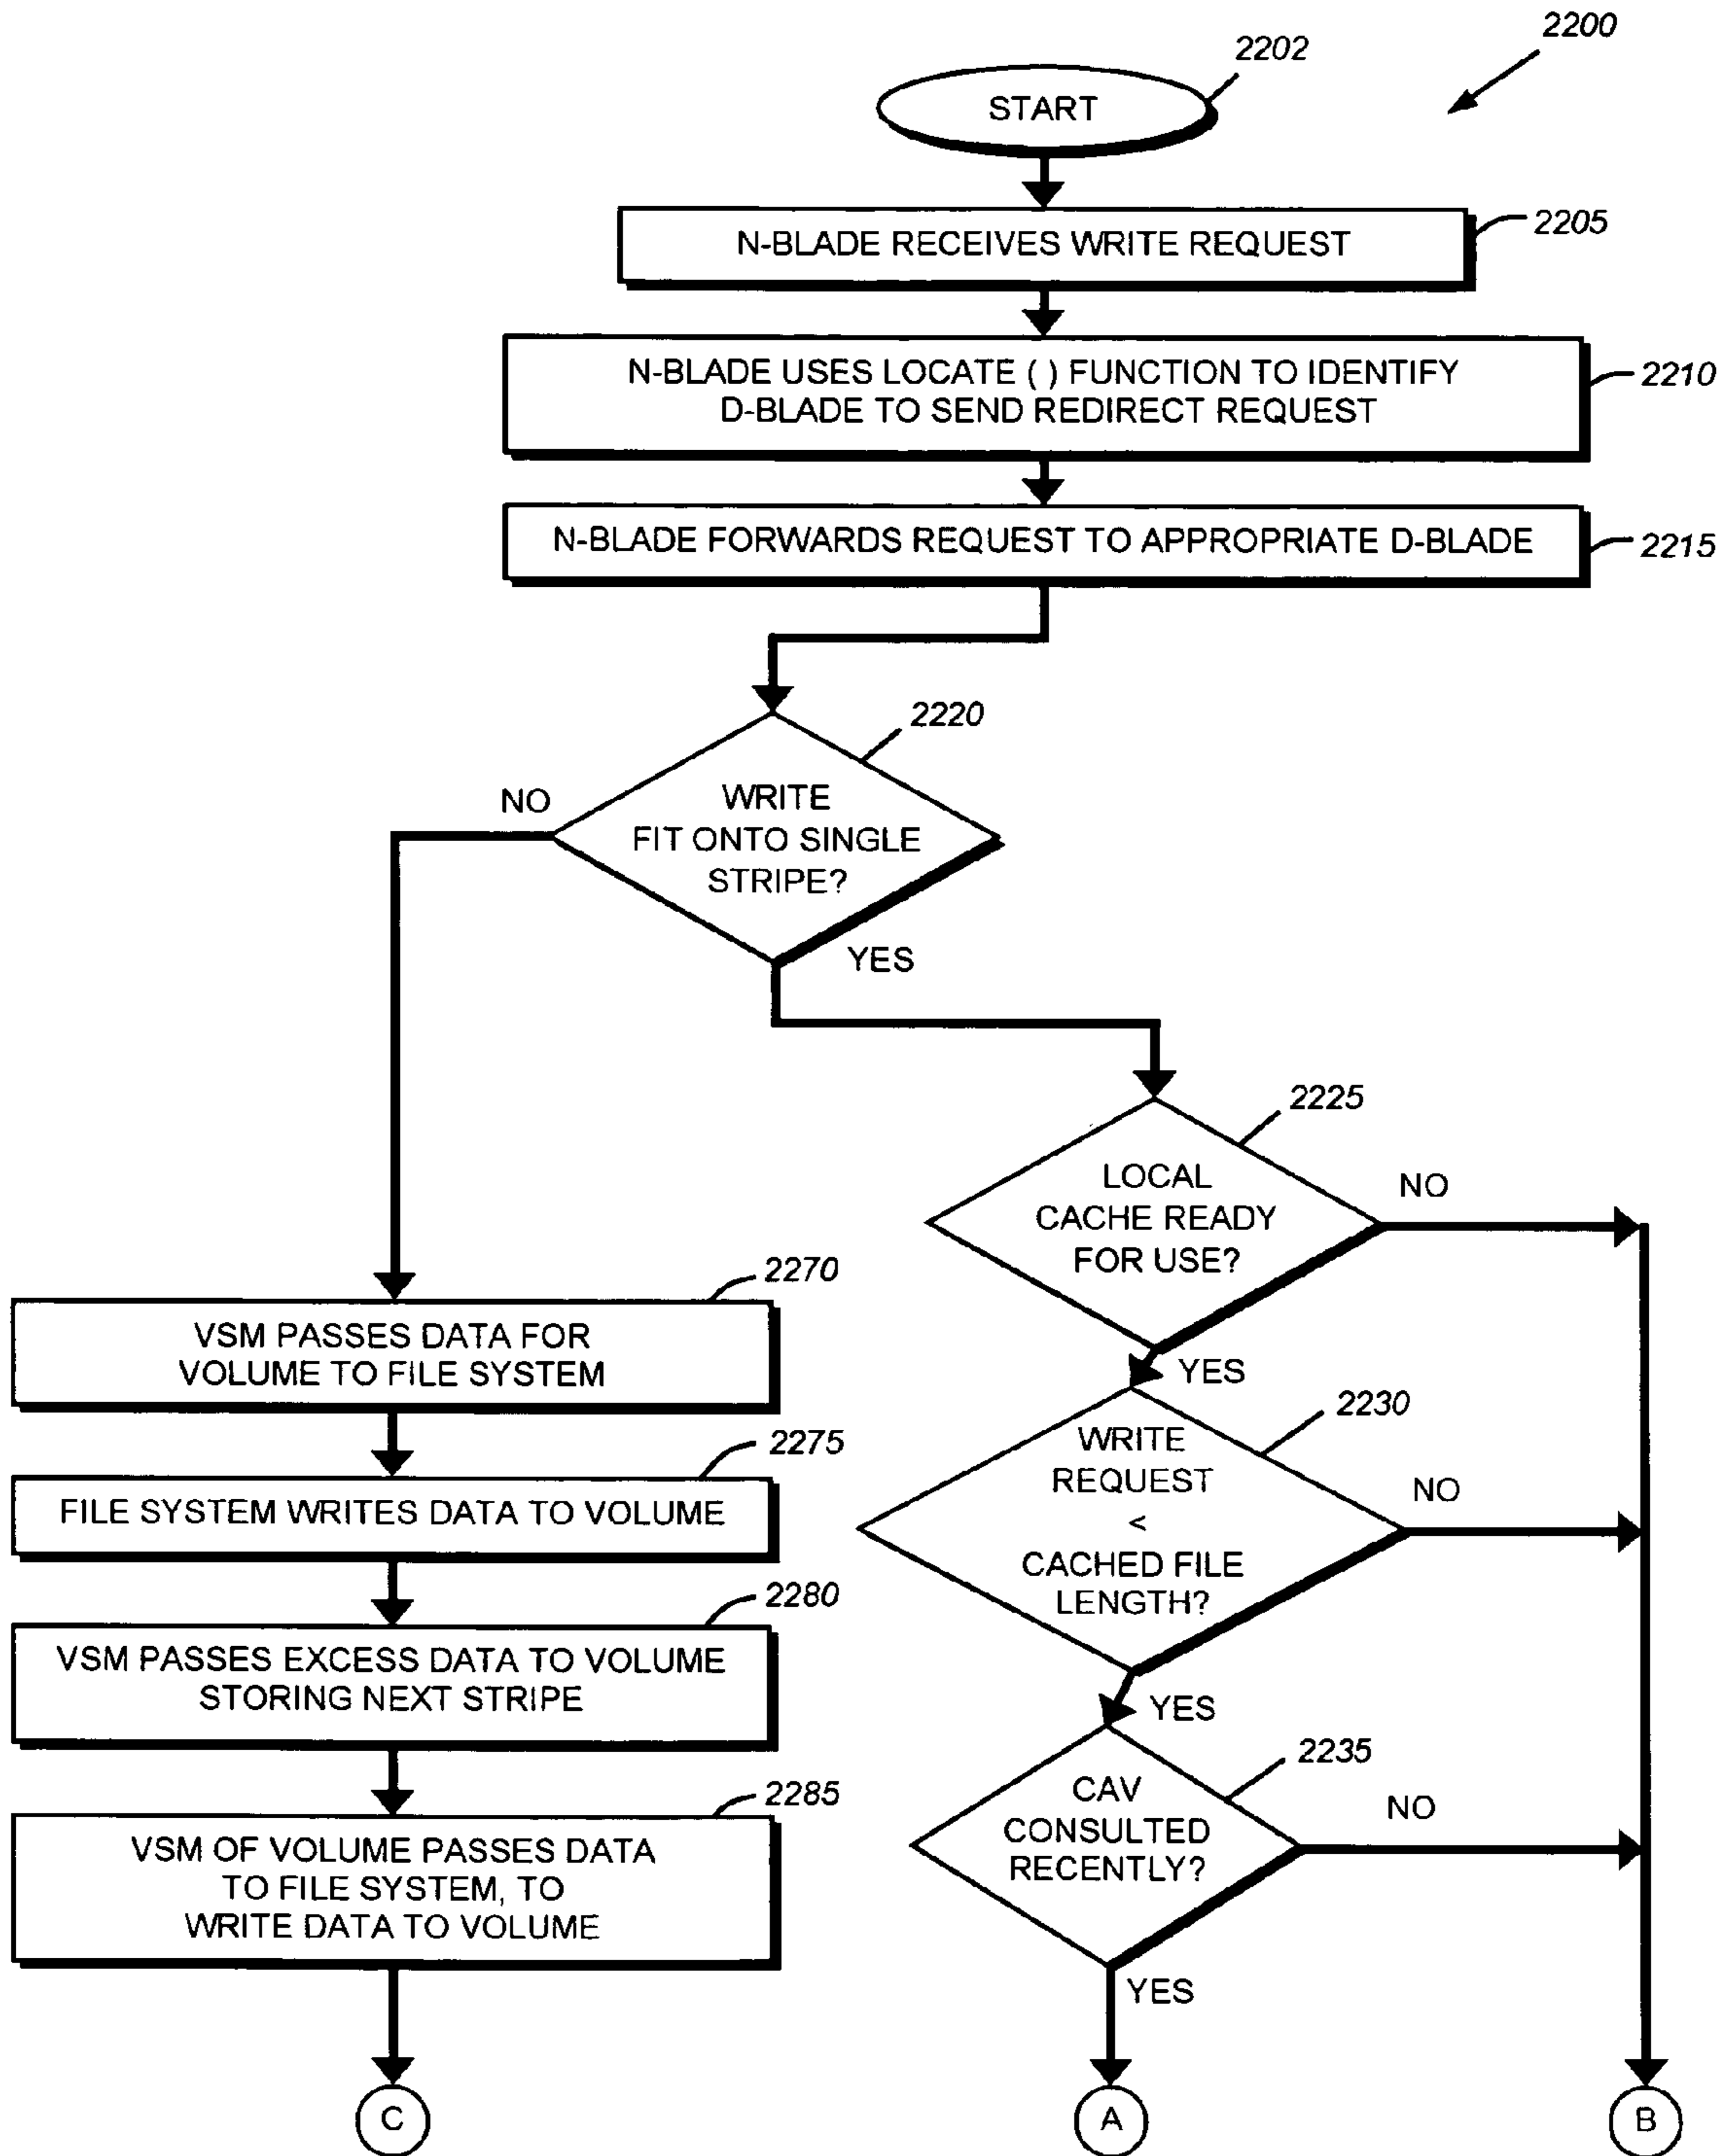 2200
2202
START
2205
N-BLADE RECEIVES WRITE REQUEST
N-BLADE USES LOCATE ( ) FUNCTION TO IDENTIFY
D-BLADE TO SEND REDIRECT REQUEST
2210
N-BLADE FORWARDS REQUEST TO APPROPRIATE D-BLADE
2215
2220
NO
WRITE
FIT ONTO SINGLE
STRIPE?
YES
2225
LOCAL
CACHE READY
FOR USE?
NO
YES
2230
WRITE
REQUEST
<
CACHED FILE
LENGTH?
NO
YES
2235
CAV
CONSULTED
RECENTLY?
NO
YES
2270
VSM PASSES DATA FOR
VOLUME TO FILE SYSTEM
2275
FILE SYSTEM WRITES DATA TO VOLUME
2280
VSM PASSES EXCESS DATA TO VOLUME
STORING NEXT STRIPE
2285
VSM OF VOLUME PASSES DATA
TO FILE SYSTEM, TO
WRITE DATA TO VOLUME
C
A
B